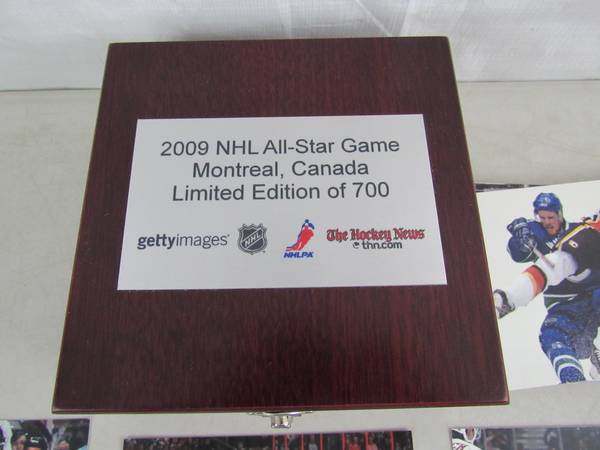 2009 NHL All-Star Game
Montreal, Canada
Limited Edition of 700
gettyimages® NHL NHLPA The Hockey News
thn.com